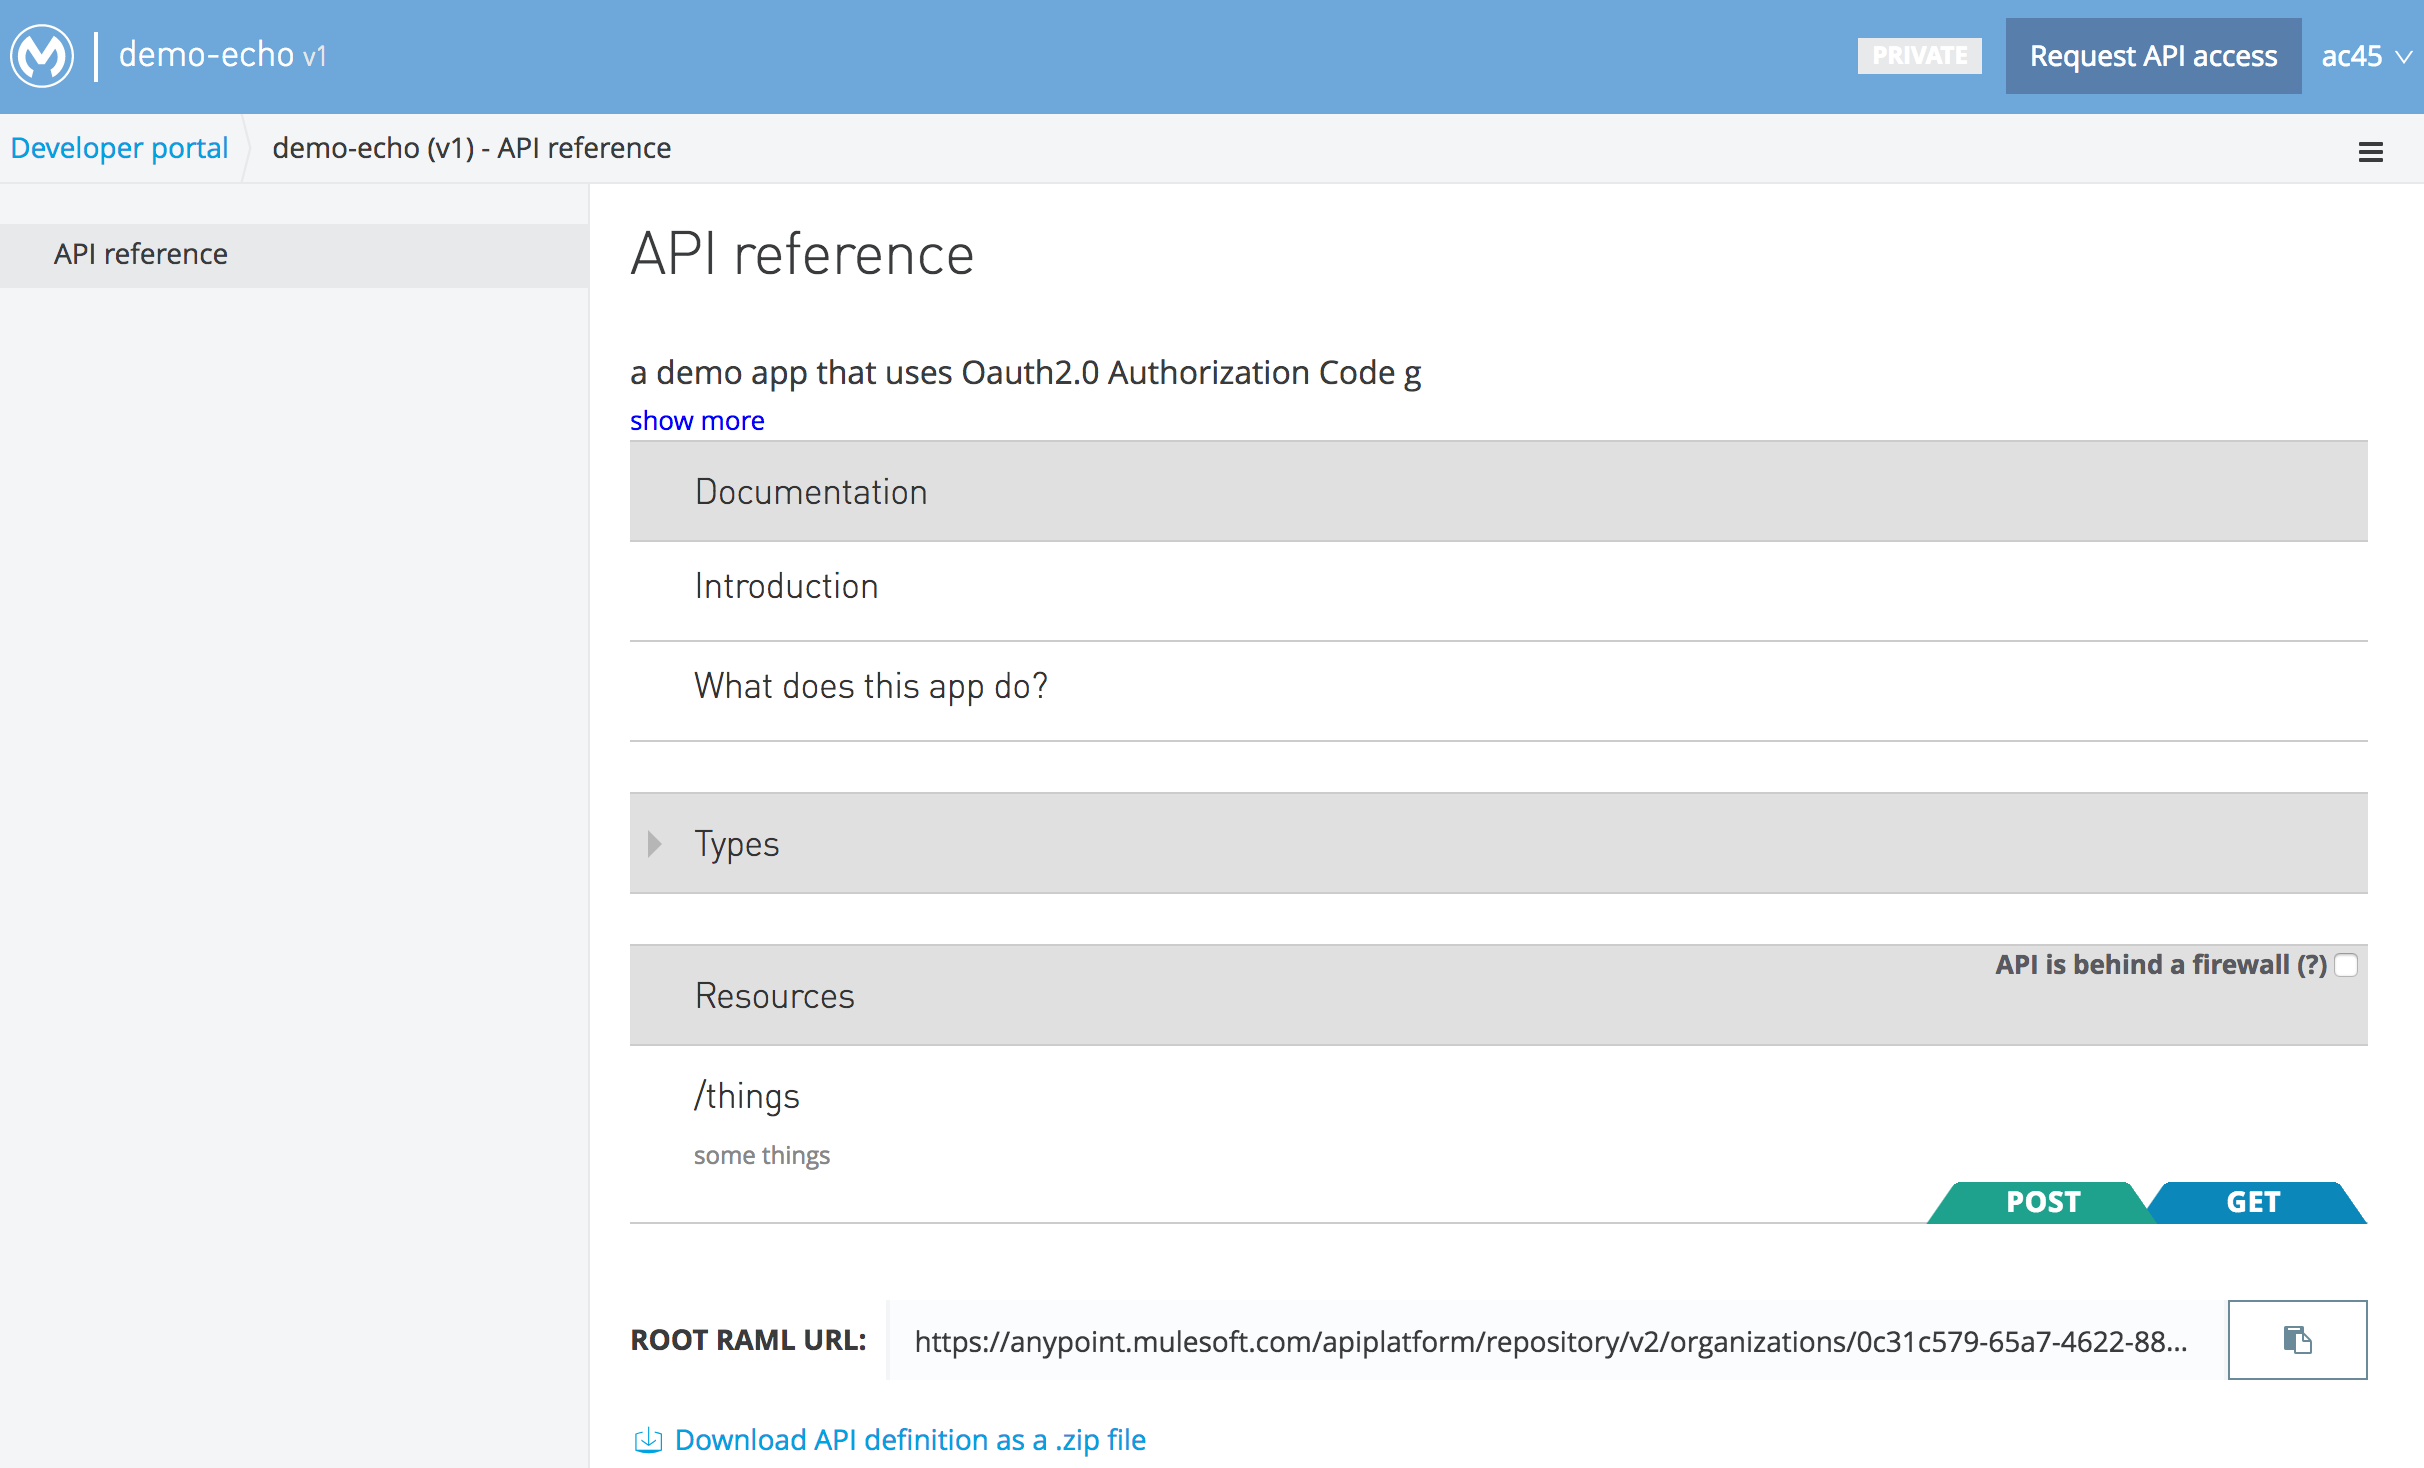 demo-echo v1
PRIVATE
Request API access
ac45
Developer portal
demo-echo (v1) - API reference
API reference
API reference
a demo app that uses Oauth2.0 Authorization Code g
show more
Documentation
Introduction
What does this app do?
Types
API is behind a firewall (?)
Resources
/things
some things
POST
GET
ROOT RAML URL:
https://anypoint.mulesoft.com/apiplatform/repository/v2/organizations/0c31c579-65a7-4622-88...
Download API definition as a .zip file